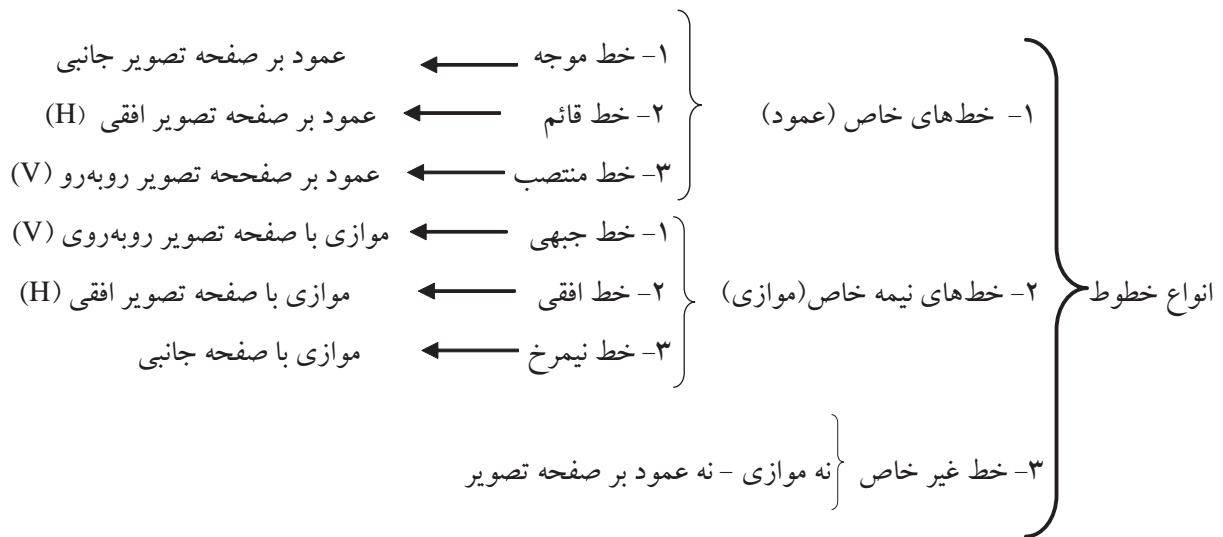 انواع خطوط
۱- خط‌های خاص (عمود)
۱- خط موجه عمود بر صفحه تصویر جانبی
۲- خط قائم عمود بر صفحه تصویر افقی (H)
۳- خط منتصب عمود بر صفححه تصویر روبه‌رو (V)
۲- خط‌های نیمه خاص(موازی)
۱- خط جبهی موازی با صفحه تصویر روبه‌روی (V)
۲- خط افقی موازی با صفحه تصویر افقی (H)
۳- خط نیمرخ موازی با صفحه جانبی
۳- خط غیر خاص نه موازی - نه عمود بر صفحه تصویر